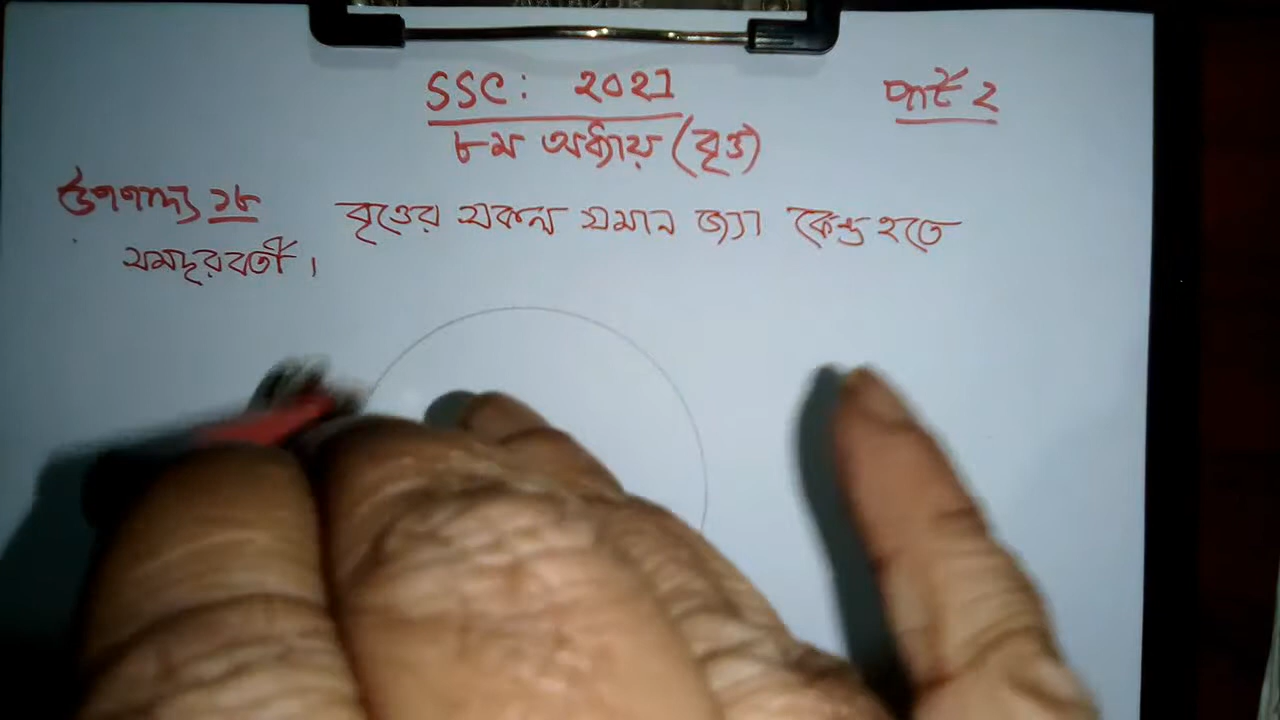 SSC: ২০২১
পার্ট ২
৮ম অধ্যায় (বৃত্ত)
উপপাদ্য ১৮ বৃত্তের সকল সমান জ্যা কেন্দ্র হতে
সমদূরবর্তী।